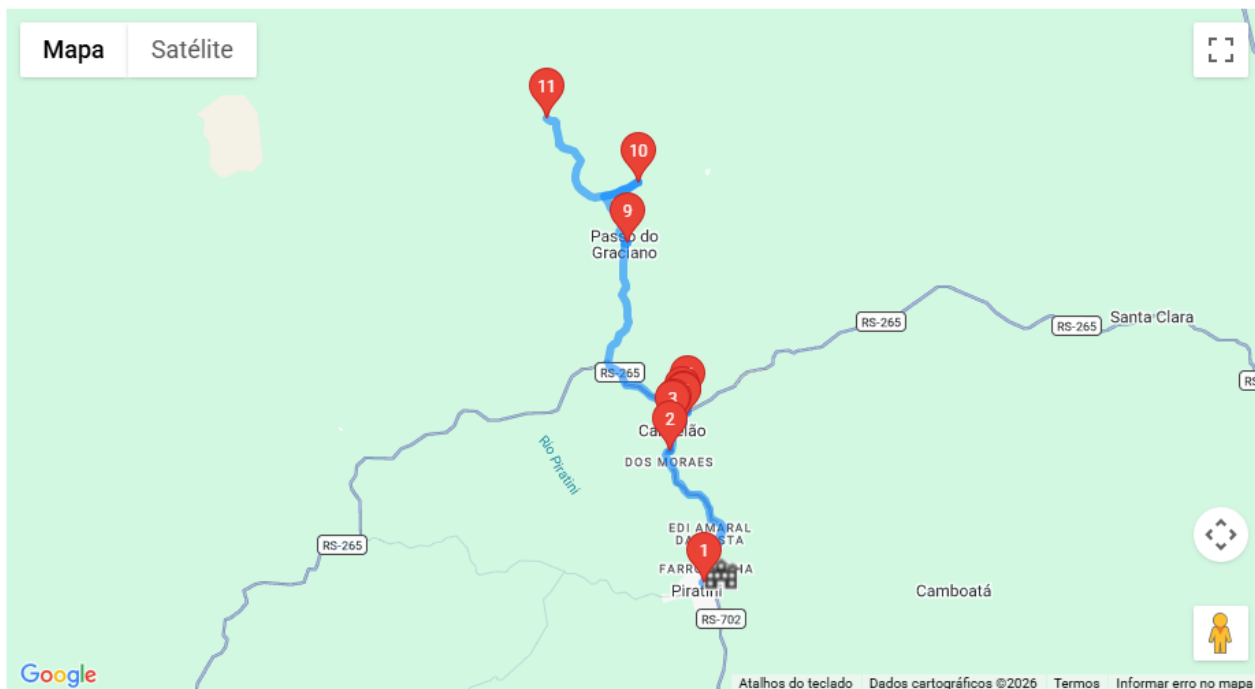 Mapa
Satélite
11
10
9
Passo do
Graciano
Santa Clara
RS-265
RS-265
RS-265
3
2
DOS MORAES
Rio Piratini
EDI AMARAL
RS-265
1
Piratini
Camboatá
RS-702
Google
Atalhos do teclado
Dados cartográficos ©2026
Termos
Informar erro no mapa